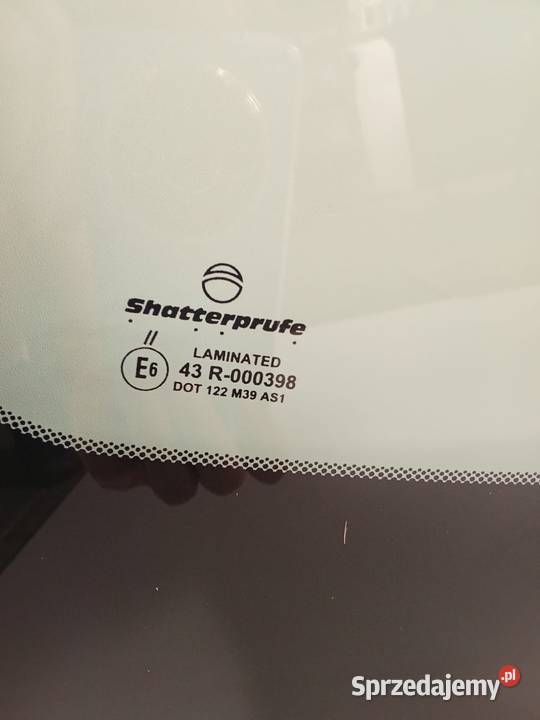 Shatterprufe
. . . .
//
LAMINATED
E6 43 R-000398
DOT 122 M39 AS1
Sprzedajemy.pl